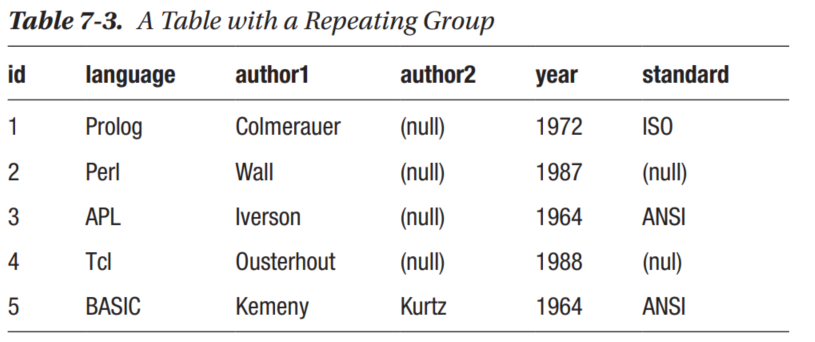 Table 7-3. A Table with a Repeating Group
id language author1 author2 year standard
1 Prolog Colmerauer (null) 1972 ISO
2 Perl Wall (null) 1987 (null)
3 APL Iverson (null) 1964 ANSI
4 Tcl Ousterhout (null) 1988 (nul)
5 BASIC Kemeny Kurtz 1964 ANSI